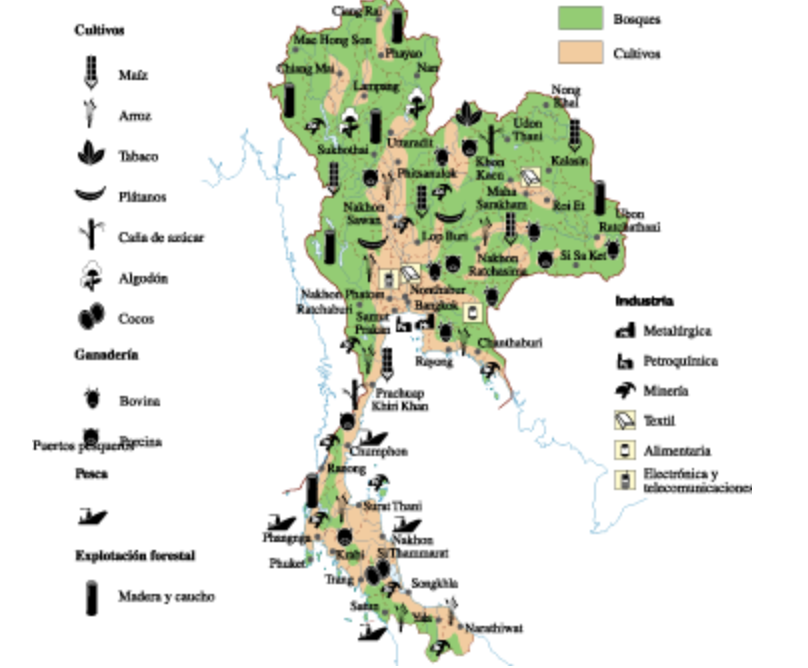 Cultivos
Maíz
Arroz
Tabaco
Plátanos
Caña de azúcar
Algodón
Cocos
Ganadería
Bovina
Porcina
Puertos pesqueros
Pesca
Explotación forestal
Madera y caucho
Bosques
Cultivos
Ciang Rai
Mae Hong Son
Phayao
Chiang Mai
Nan
Lampang
Nong
Khai
Udon
Thani
Uttaradit
Sukhothai
Kalasin
Khon
Kaen
Phitsanulok
Maha
Sarakham
Roi Et
Nakhon
Sawan
Ubon
Ratchathani
Lop Buri
Nakhon
Ratchasima
Si Sa Ket
Nakhon Phatom
Nonthabur
Ratchaburi
Bangkok
Samut
Prakan
Chanthaburi
Rayong
Prachuap
Khiri Khan
Chumphon
Ranong
Surat Thani
Phangnga
Nakhon
Si Thammarat
Krabi
Phuket
Trang
Songkhla
Satun
Yala
Narathiwat
Industria
Metalúrgica
Petroquímica
Minería
Textil
Alimentaria
Electrónica y
telecomunicaciones